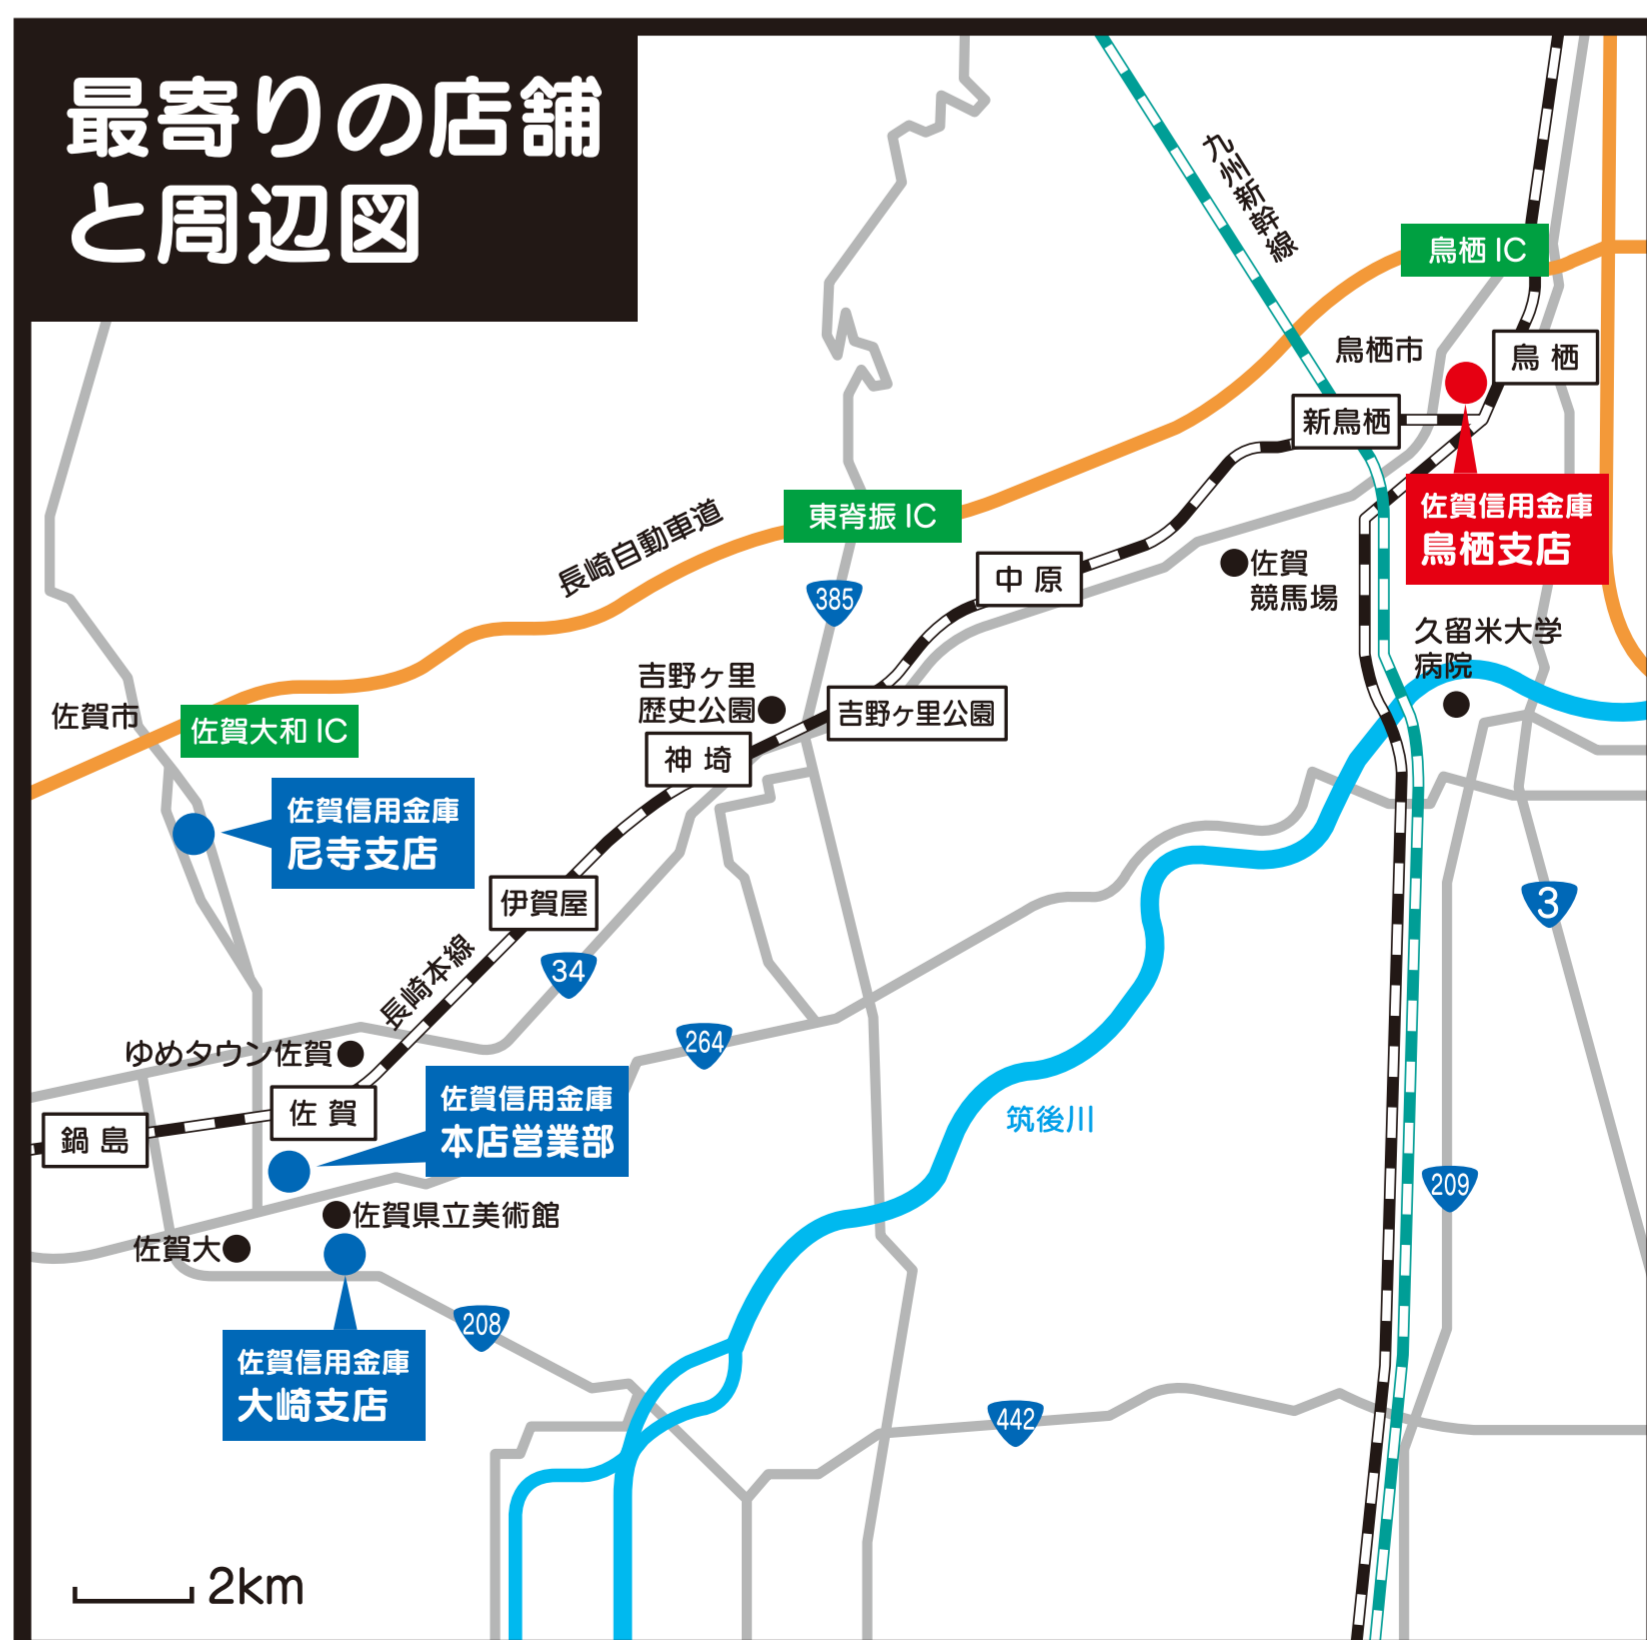 最寄りの店舗
と周辺図
九州新幹線
鳥栖 IC
鳥栖市
鳥栖
新鳥栖
佐賀信用金庫
鳥栖支店
東脊振 IC
長崎自動車道
中原
佐賀
競馬場
385
久留米大学
病院
吉野ヶ里
歴史公園
吉野ヶ里公園
佐賀市
佐賀大和 IC
神埼
佐賀信用金庫
尼寺支店
伊賀屋
3
長崎本線
34
264
ゆめタウン佐賀
佐賀信用金庫
本店営業部
佐賀
鍋島
筑後川
209
佐賀県立美術館
佐賀大
208
佐賀信用金庫
大崎支店
442
2km